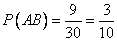 P(AB) = 9/30 = 3/10